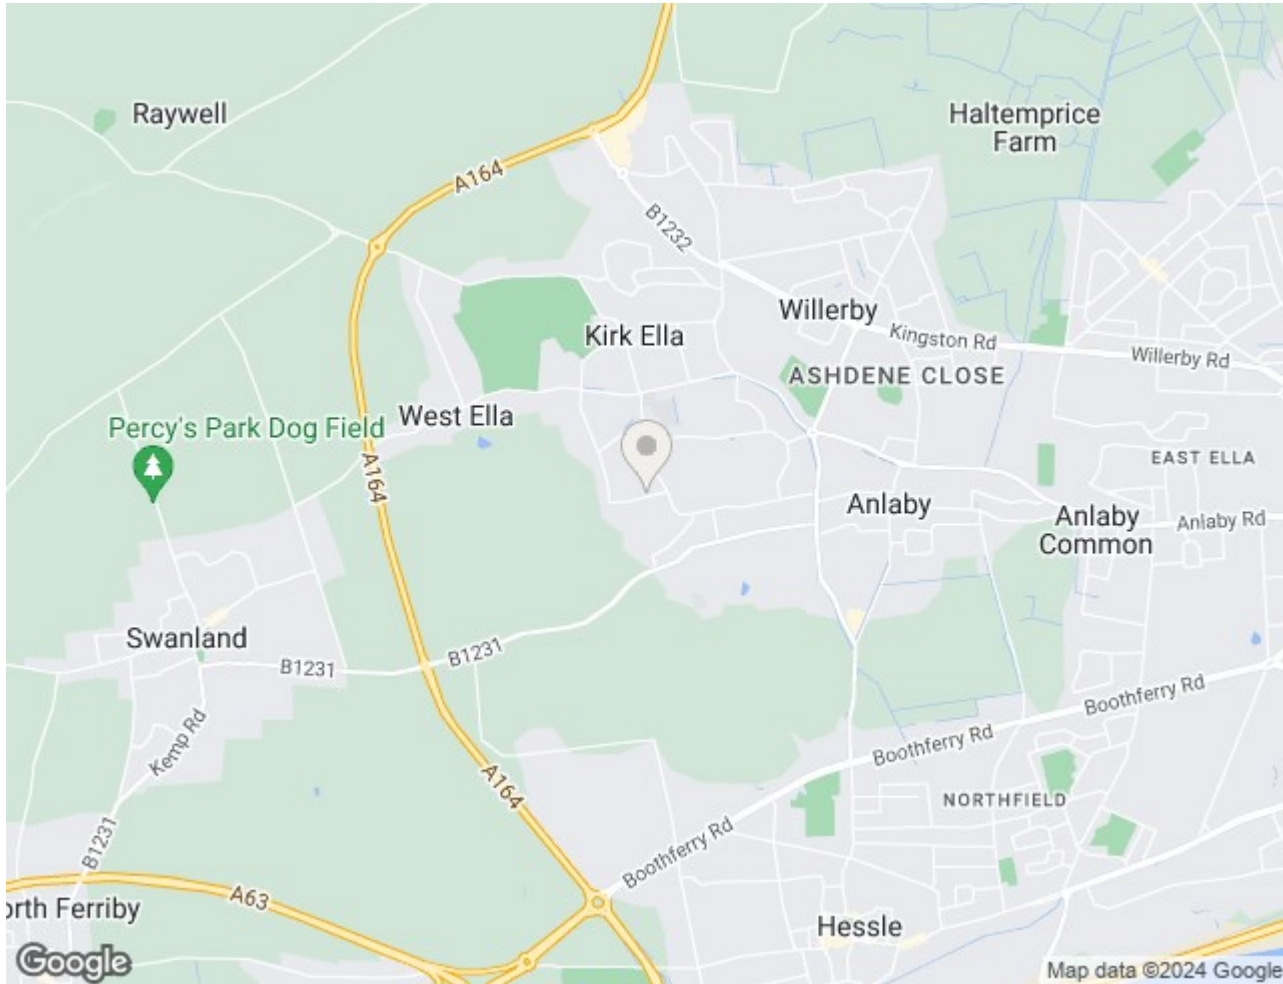 Raywell
Haltemprice
Farm
A164
B1232
Willerby
Kirk Ella
Kingston Rd
Willerby Rd
ASHDENE CLOSE
West Ella
Percy's Park Dog Field
EAST ELLA
A164
Anlaby
Anlaby
Common
Anlaby Rd
Swanland
B1231
B1231
Boothferry Rd
Kemp Rd
Boothferry Rd
A164
NORTHFIELD
Boothferry Rd
B1231
A63
orth Ferriby
Hessle
Google
Map data ©2024 Google